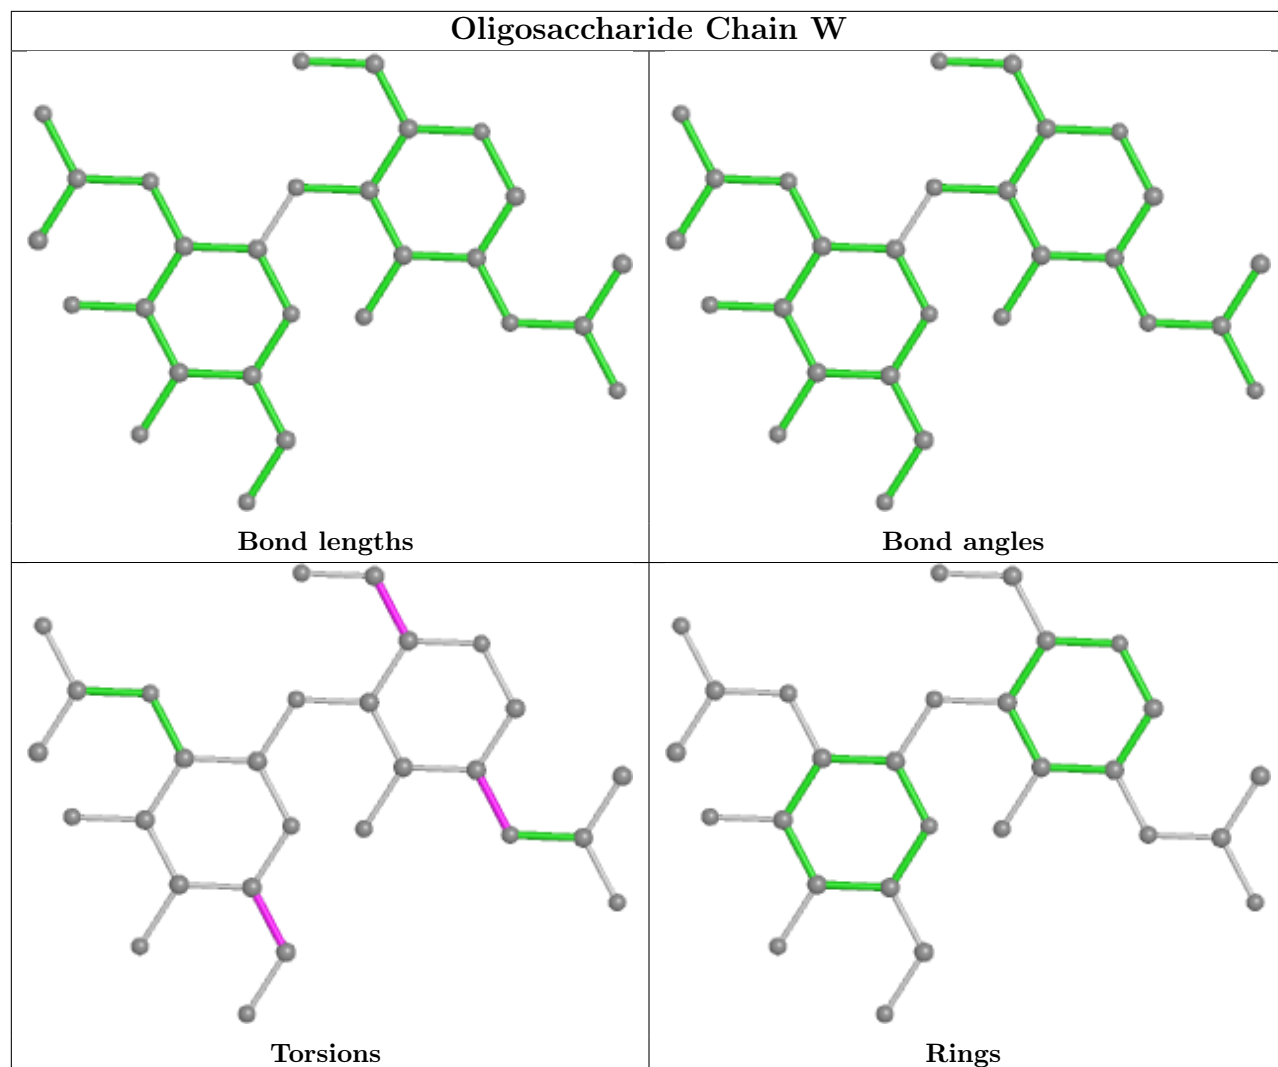 Oligosaccharide Chain W
Bond lengths
Bond angles
Torsions
Rings